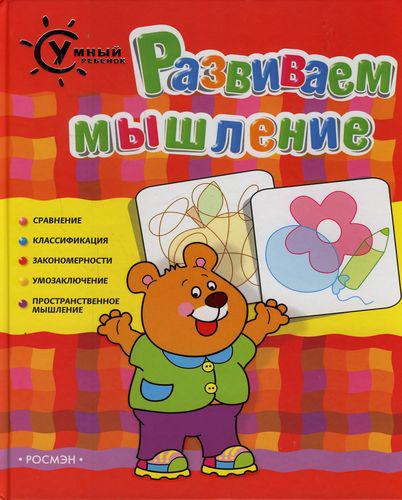 Умный
ребенок
Развиваем
мышление
СРАВНЕНИЕ
КЛАССИФИКАЦИЯ
ЗАКОНОМЕРНОСТИ
УМОЗАКЛЮЧЕНИЕ
ПРОСТРАНСТВЕННОЕ
МЫШЛЕНИЕ
РОСМЭН